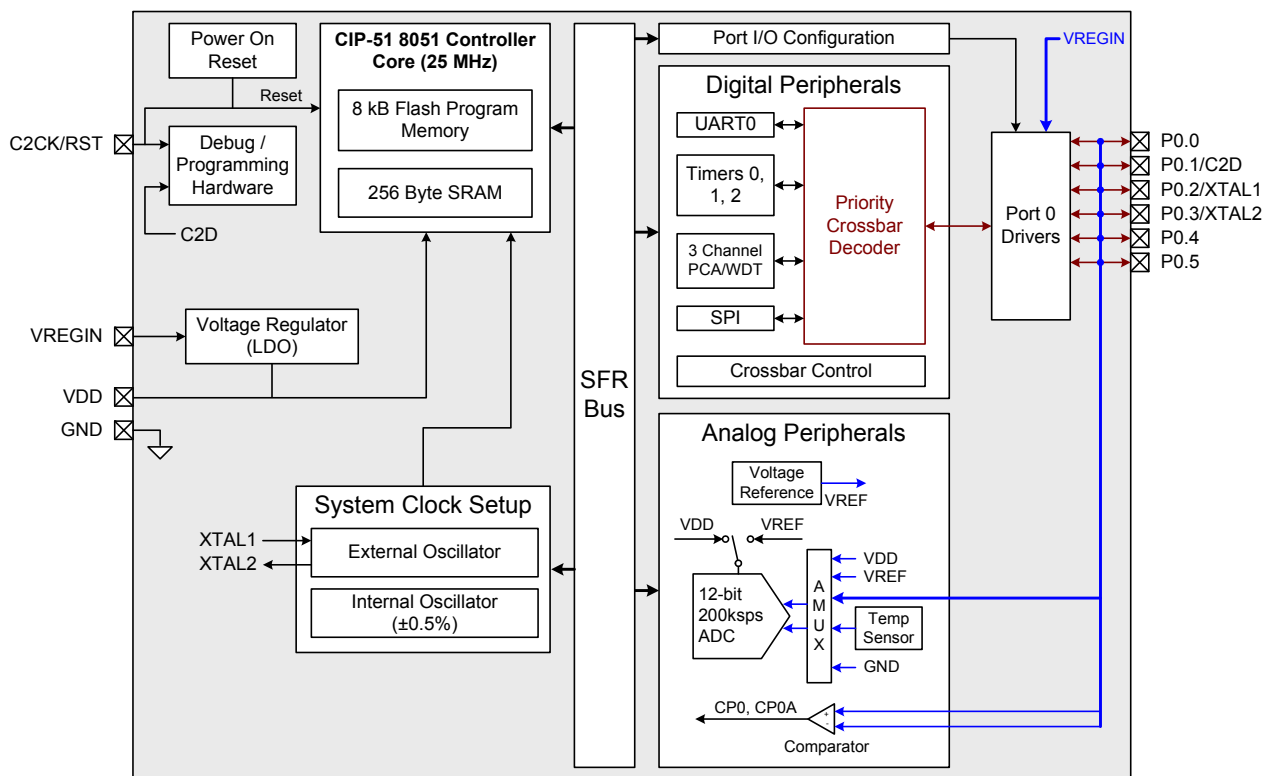 Power On
Reset
Reset
C2CK/RST
Debug /
Programming
Hardware
C2D
CIP-51 8051 Controller
Core (25 MHz)
8 kB Flash Program
Memory
256 Byte SRAM
VREGIN
Voltage Regulator
(LDO)
VDD
GND
System Clock Setup
XTAL1
XTAL2
External Oscillator
Internal Oscillator
(±0.5%)
SFR
Bus
Port I/O Configuration
Digital Peripherals
UART0
Timers 0,
1, 2
3 Channel
PCA/WDT
SPI
Priority
Crossbar
Decoder
Crossbar Control
VREGIN
Port 0
Drivers
P0.0
P0.1/C2D
P0.2/XTAL1
P0.3/XTAL2
P0.4
P0.5
Analog Peripherals
Voltage
Reference
VREF
VDD
VREF
12-bit
200ksps
ADC
A
M
U
X
VDD
VREF
Temp
Sensor
GND
CP0, CP0A
+
-
Comparator